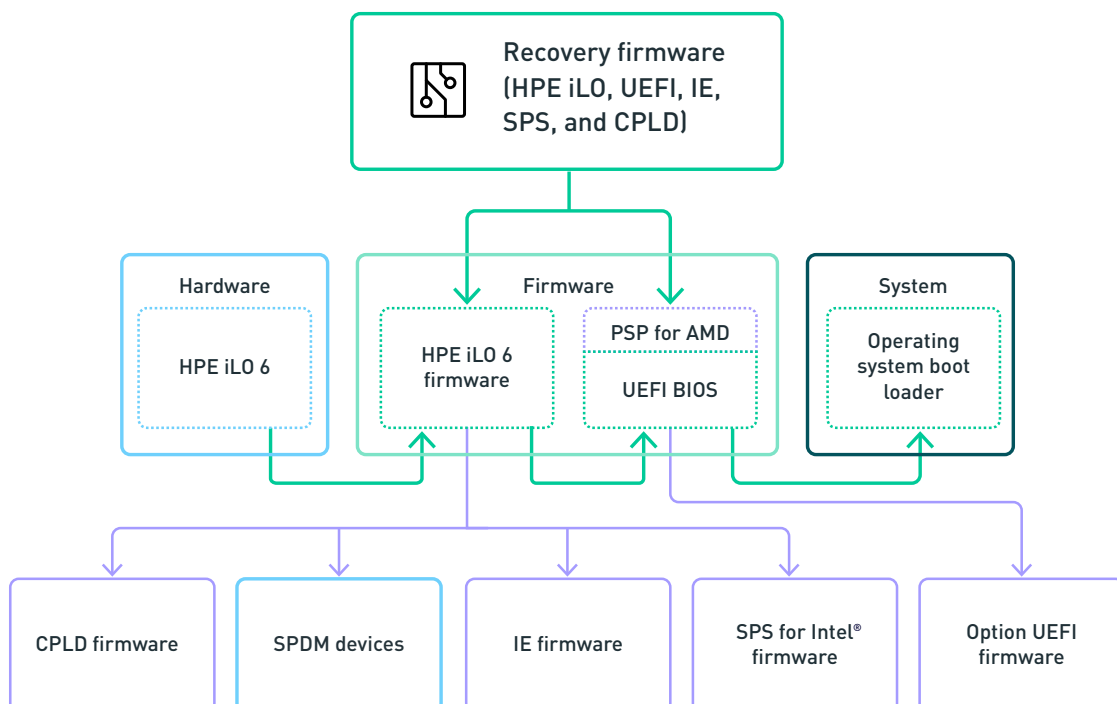 Recovery firmware
(HPE iLO, UEFI, IE,
SPS, and CPLD)
Hardware
HPE iLO 6
Firmware
HPE iLO 6
firmware
PSP for AMD
UEFI BIOS
System
Operating
system boot
loader
CPLD firmware
SPDM devices
IE firmware
SPS for Intel®
firmware
Option UEFI
firmware